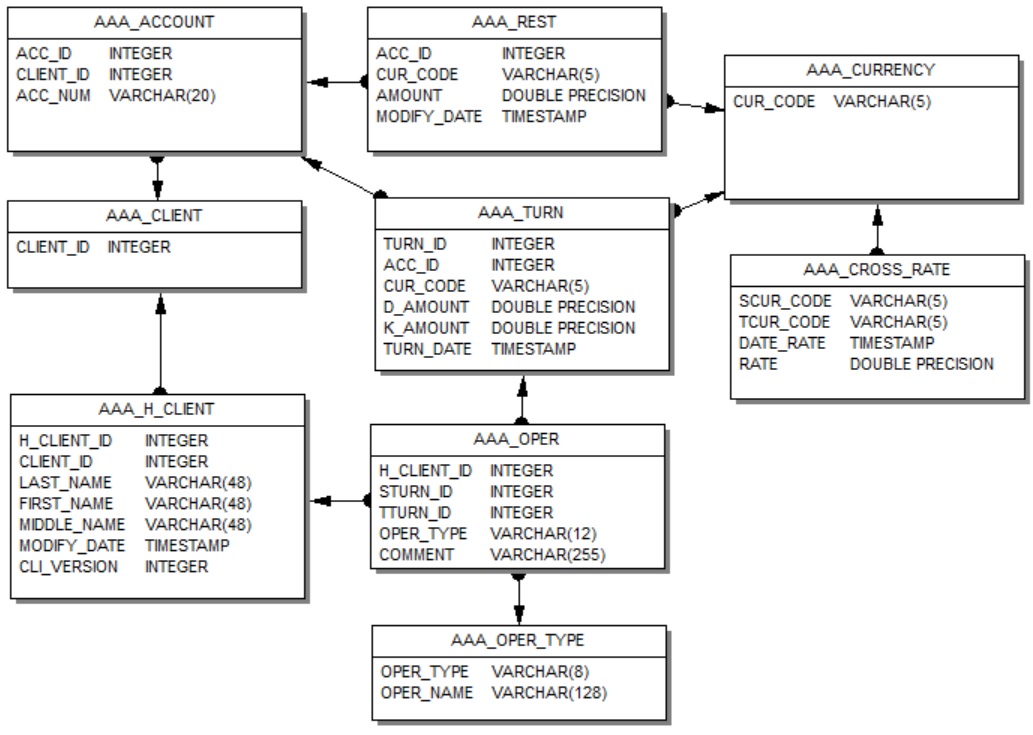 AAA_ACCOUNT
ACC_ID INTEGER
CLIENT_ID INTEGER
ACC_NUM VARCHAR(20)
AAA_REST
ACC_ID INTEGER
CUR_CODE VARCHAR(5)
AMOUNT DOUBLE PRECISION
MODIFY_DATE TIMESTAMP
AAA_CURRENCY
CUR_CODE VARCHAR(5)
AAA_CLIENT
CLIENT_ID INTEGER
AAA_TURN
TURN_ID INTEGER
ACC_ID INTEGER
CUR_CODE VARCHAR(5)
D_AMOUNT DOUBLE PRECISION
K_AMOUNT DOUBLE PRECISION
TURN_DATE TIMESTAMP
AAA_CROSS_RATE
SCUR_CODE VARCHAR(5)
TCUR_CODE VARCHAR(5)
DATE_RATE TIMESTAMP
RATE DOUBLE PRECISION
AAA_H_CLIENT
H_CLIENT_ID INTEGER
CLIENT_ID INTEGER
LAST_NAME VARCHAR(48)
FIRST_NAME VARCHAR(48)
MIDDLE_NAME VARCHAR(48)
MODIFY_DATE TIMESTAMP
CLI_VERSION INTEGER
AAA_OPER
H_CLIENT_ID INTEGER
STURN_ID INTEGER
TTURN_ID INTEGER
OPER_TYPE VARCHAR(12)
COMMENT VARCHAR(255)
AAA_OPER_TYPE
OPER_TYPE VARCHAR(8)
OPER_NAME VARCHAR(128)